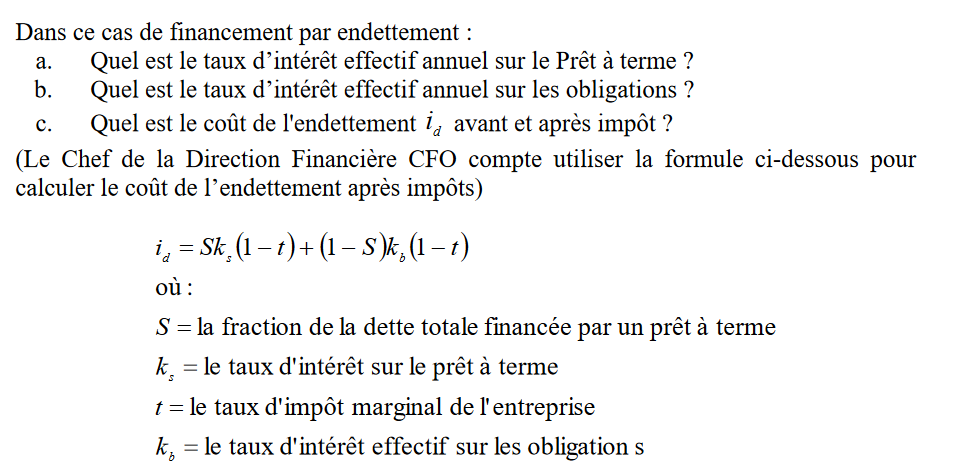 Dans ce cas de financement par endettement :
a. Quel est le taux d’intérêt effectif annuel sur le Prêt à terme ?
b. Quel est le taux d’intérêt effectif annuel sur les obligations ?
c. Quel est le coût de l'endettement i_d avant et après impôt ?
(Le Chef de la Direction Financière CFO compte utiliser la formule ci-dessous pour
calculer le coût de l’endettement après impôts)
i_d = Sk_s(1 − t) + (1 − S)k_b(1 − t)
où :
S = la fraction de la dette totale financée par un prêt à terme
k_s = le taux d'intérêt sur le prêt à terme
t = le taux d'impôt marginal de l'entreprise
k_b = le taux d'intérêt effectif sur les obligation s